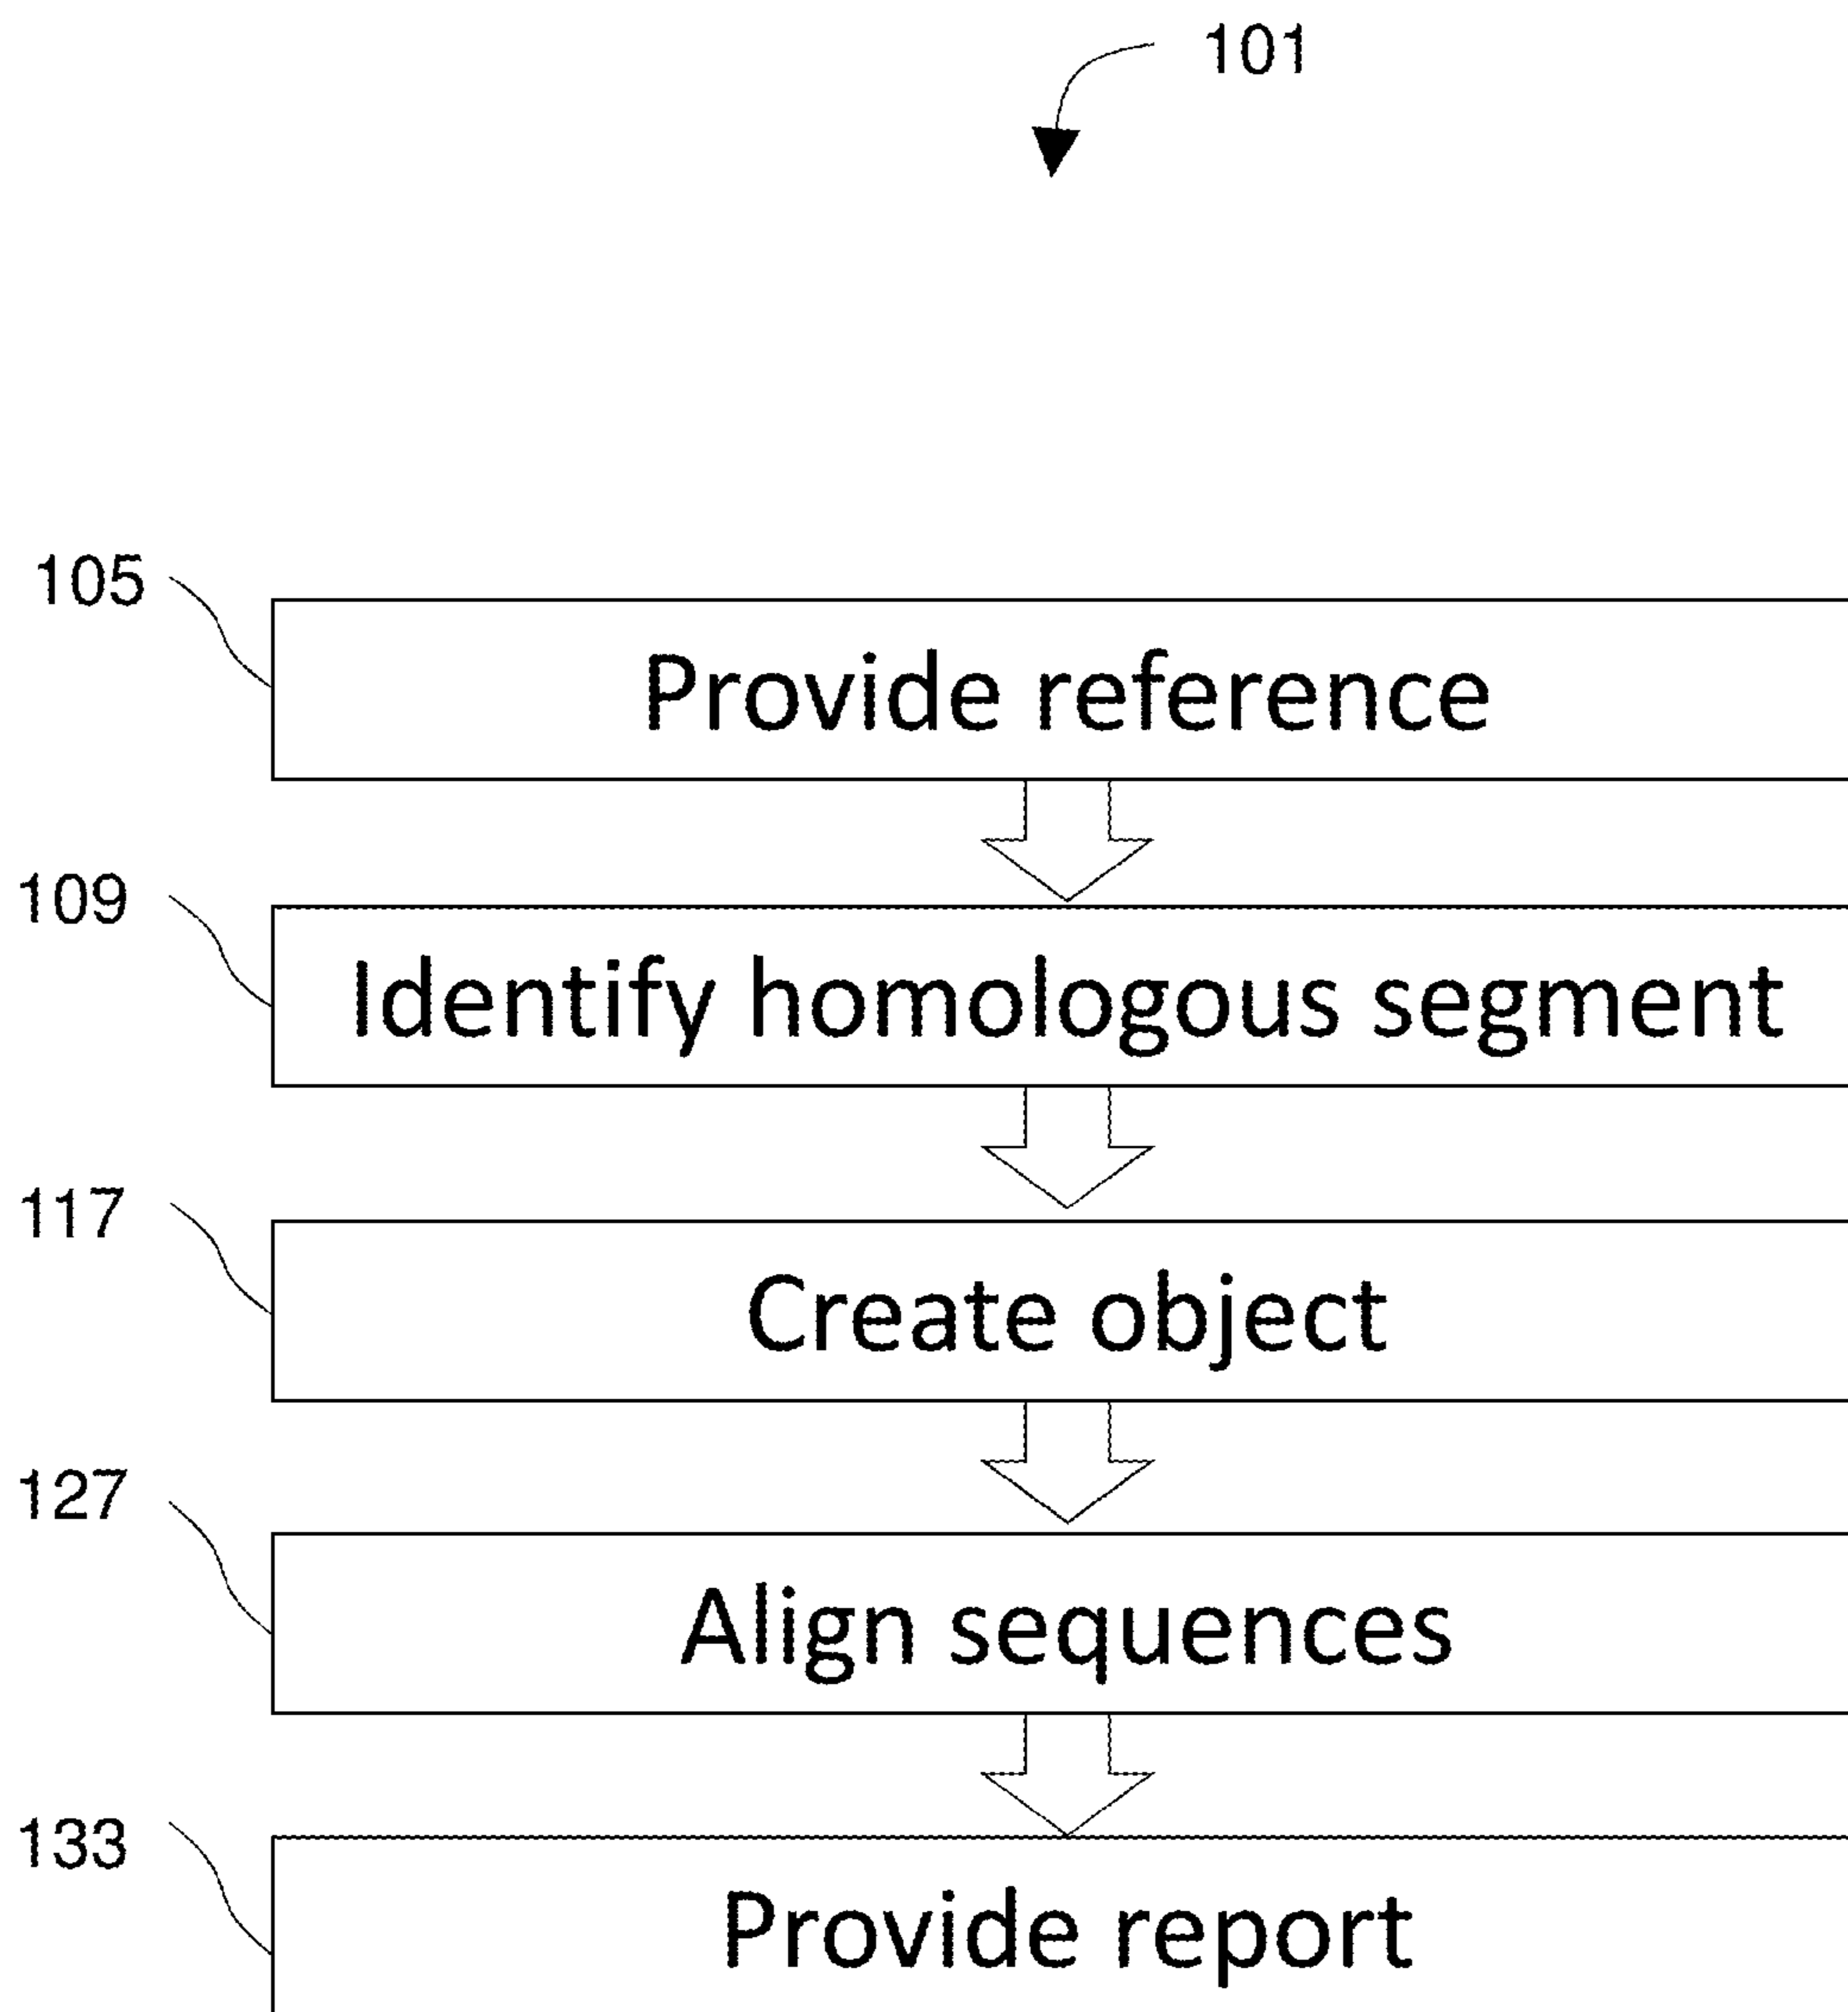 101
105
Provide reference
109
Identify homologous segment
117
Create object
127
Align sequences
133
Provide report